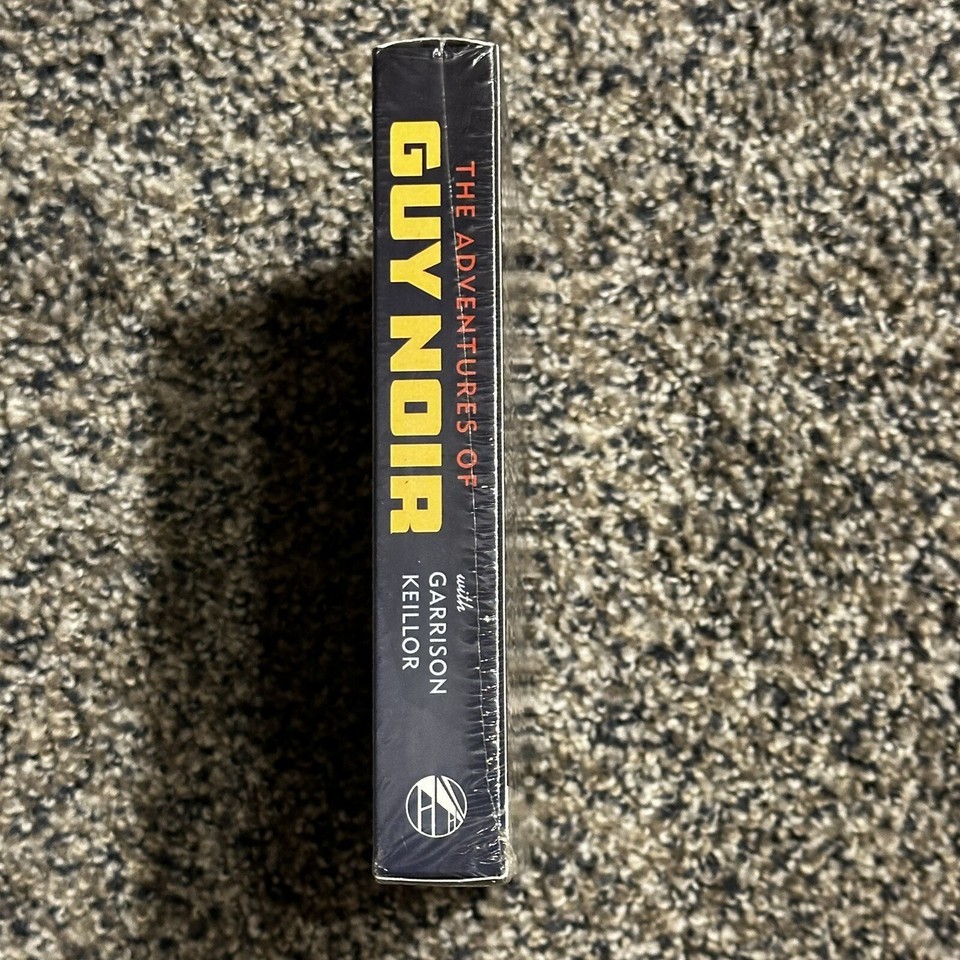 THE ADVENTURES OF
GUY NOIR
with
GARRISON
KEILLOR